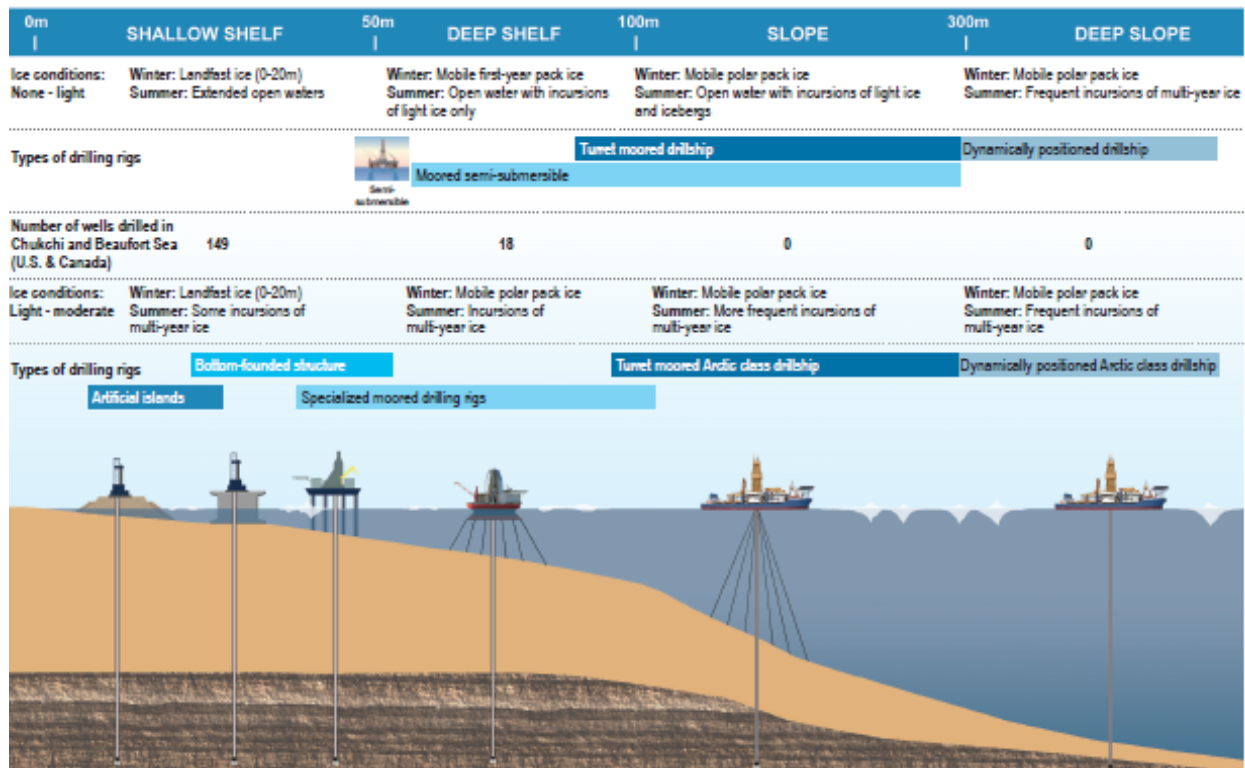 0m 50m 100m 300m
SHALLOW SHELF DEEP SHELF SLOPE DEEP SLOPE
Ice conditions:
None - light
Winter: Landfast ice (0-20m)
Summer: Extended open waters
Winter: Mobile first-year pack ice
Summer: Open water with incursions
of light ice only
Winter: Mobile polar pack ice
Summer: Open water with incursions of light ice
and icebergs
Winter: Mobile polar pack ice
Summer: Frequent incursions of multi-year ice
Types of drilling rigs
Semi-
submersible
Turret moored drillship
Dynamically positioned drillship
Moored semi-submersible
Number of wells drilled in
Chukchi and Beaufort Sea
(U.S. & Canada)
149 18 0 0
Ice conditions:
Light - moderate
Winter: Landfast ice (0-20m)
Summer: Some incursions of
multi-year ice
Winter: Mobile polar pack ice
Summer: Incursions of
multi-year ice
Winter: Mobile polar pack ice
Summer: More frequent incursions of
multi-year ice
Winter: Mobile polar pack ice
Summer: Frequent incursions of
multi-year ice
Types of drilling rigs
Bottom-founded structure
Turret moored Arctic class drillship
Dynamically positioned Arctic class drillship
Artificial islands
Specialized moored drilling rigs